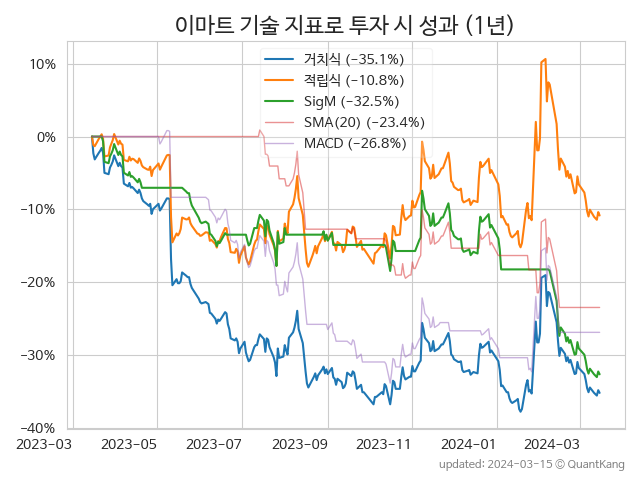 이마트 기술 지표로 투자 시 성과 (1년)
거치식 (−35.1%)
적립식 (−10.8%)
SigM (−32.5%)
SMA(20) (−23.4%)
MACD (−26.8%)
10%
0%
−10%
−20%
−30%
−40%
2023−03 2023−05 2023−07 2023−09 2023−11 2024−01 2024−03
updated: 2024−03−15 © QuantKang